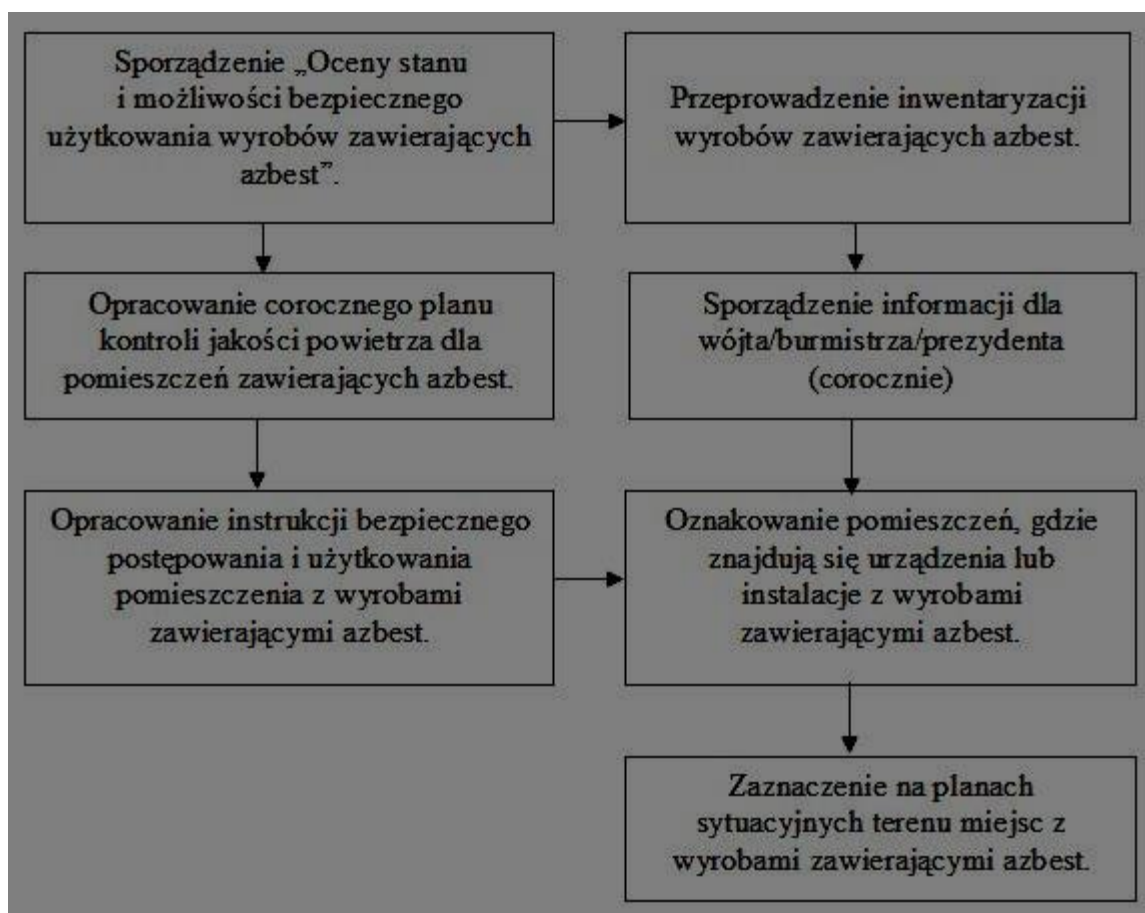 Sporządzenie „Oceny stanu
i możliwości bezpiecznego
użytkowania wyrobów zawierających
azbest”.
Przeprowadzenie inwentaryzacji
wyrobów zawierających azbest.
Opracowanie corocznego planu
kontroli jakości powietrza dla
pomieszczeń zawierających azbest.
Sporządzenie informacji dla
wójta/burmistrza/prezydenta
(corocznie)
Opracowanie instrukcji bezpiecznego
postępowania i użytkowania
pomieszczenia z wyrobami
zawierającymi azbest.
Oznakowanie pomieszczeń, gdzie
znajdują się urządzenia lub
instalacje z wyrobami
zawierającymi azbest.
Zaznaczenie na planach
sytuacyjnych terenu miejsc z
wyrobami zawierającymi azbest.